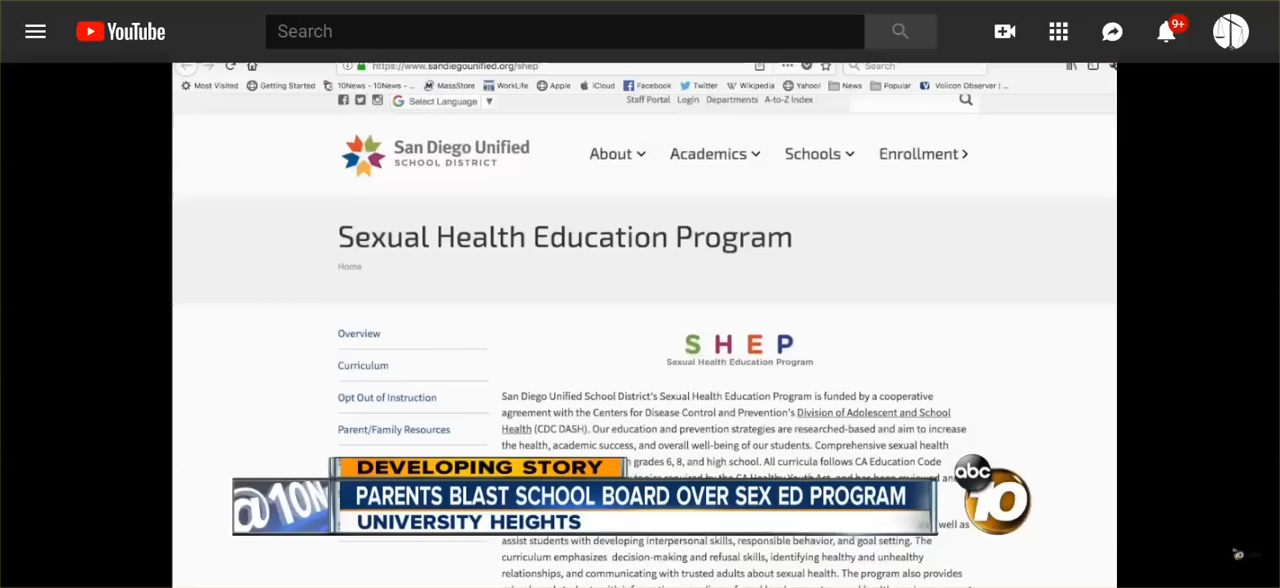 YouTube
Search
9+
https://www.sandiegounified.org/shep
Search
Most Visited Getting Started 10News - 10News - ... MassStore WorkLife Apple iCloud Facebook Twitter Wikipedia Yahoo! News Popular Volicon Observer | ...
Select Language ▼
Staff Portal Login Departments A-to-Z Index
San Diego Unified
SCHOOL DISTRICT
About Academics Schools Enrollment
Sexual Health Education Program
Home
Overview
Curriculum
Opt Out of Instruction
Parent/Family Resources
SHEP
Sexual Health Education Program
San Diego Unified School District's Sexual Health Education Program is funded by a cooperative
agreement with the Centers for Disease Control and Prevention's Division of Adolescent and School
Health (CDC DASH). Our education and prevention strategies are researched-based and aim to increase
the health, academic success, and overall well-being of our students. Comprehensive sexual health
grades 6, 8, and high school. All curricula follows CA Education Code
DEVELOPING STORY
@10N
PARENTS BLAST SCHOOL BOARD OVER SEX ED PROGRAM
UNIVERSITY HEIGHTS
abc
10
well as
assist students with developing interpersonal skills, responsible behavior, and goal setting. The
curriculum emphasizes decision-making and refusal skills, identifying healthy and unhealthy
relationships, and communicating with trusted adults about sexual health. The program also provides